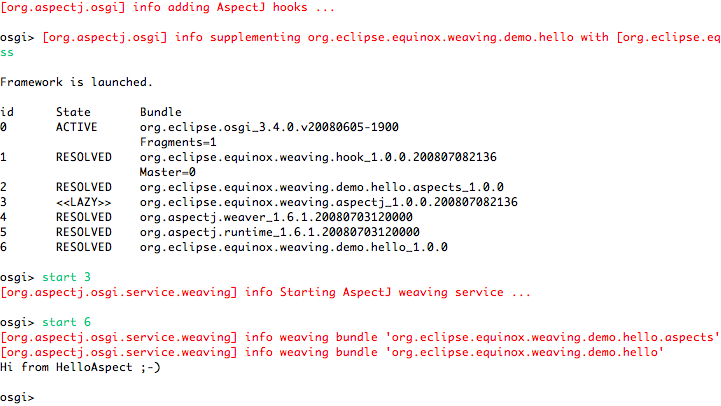 [org.aspectj.osgi] info adding AspectJ hooks ...
osgi> [org.aspectj.osgi] info supplementing org.eclipse.equinox.weaving.demo.hello with [org.eclipse.eq
ss
Framework is launched.
id State Bundle
0 ACTIVE org.eclipse.osgi_3.4.0.v20080605-1900
Fragments=1
1 RESOLVED org.eclipse.equinox.weaving.hook_1.0.0.200807082136
Master=0
2 RESOLVED org.eclipse.equinox.weaving.demo.hello.aspects_1.0.0
3 <<LAZY>> org.eclipse.equinox.weaving.aspectj_1.0.0.200807082136
4 RESOLVED org.aspectj.weaver_1.6.1.20080703120000
5 RESOLVED org.aspectj.runtime_1.6.1.20080703120000
6 RESOLVED org.eclipse.equinox.weaving.demo.hello_1.0.0
osgi> start 3
[org.aspectj.osgi.service.weaving] info Starting AspectJ weaving service ...
osgi> start 6
[org.aspectj.osgi.service.weaving] info weaving bundle 'org.eclipse.equinox.weaving.demo.hello.aspects'
[org.aspectj.osgi.service.weaving] info weaving bundle 'org.eclipse.equinox.weaving.demo.hello'
Hi from HelloAspect ;-)
osgi>